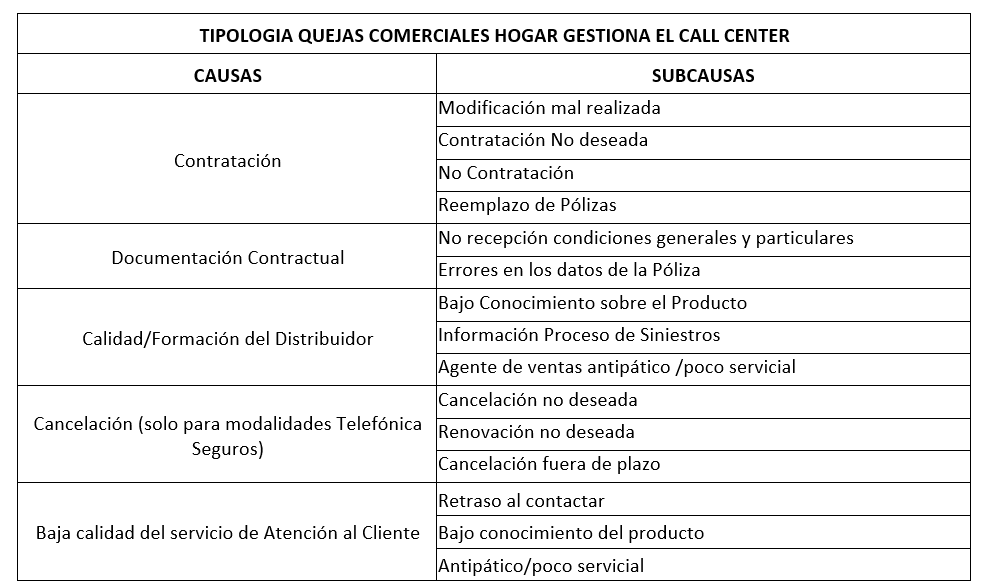 TIPOLOGIA QUEJAS COMERCIALES HOGAR GESTIONA EL CALL CENTER
CAUSAS
SUBCAUSAS
Contratación
Modificación mal realizada
Contratación No deseada
No Contratación
Reemplazo de Pólizas
Documentación Contractual
No recepción condiciones generales y particulares
Errores en los datos de la Póliza
Calidad/Formación del Distribuidor
Bajo Conocimiento sobre el Producto
Información Proceso de Siniestros
Agente de ventas antipático /poco servicial
Cancelación (solo para modalidades Telefónica
Seguros)
Cancelación no deseada
Renovación no deseada
Cancelación fuera de plazo
Baja calidad del servicio de Atención al Cliente
Retraso al contactar
Bajo conocimiento del producto
Antipático/poco servicial